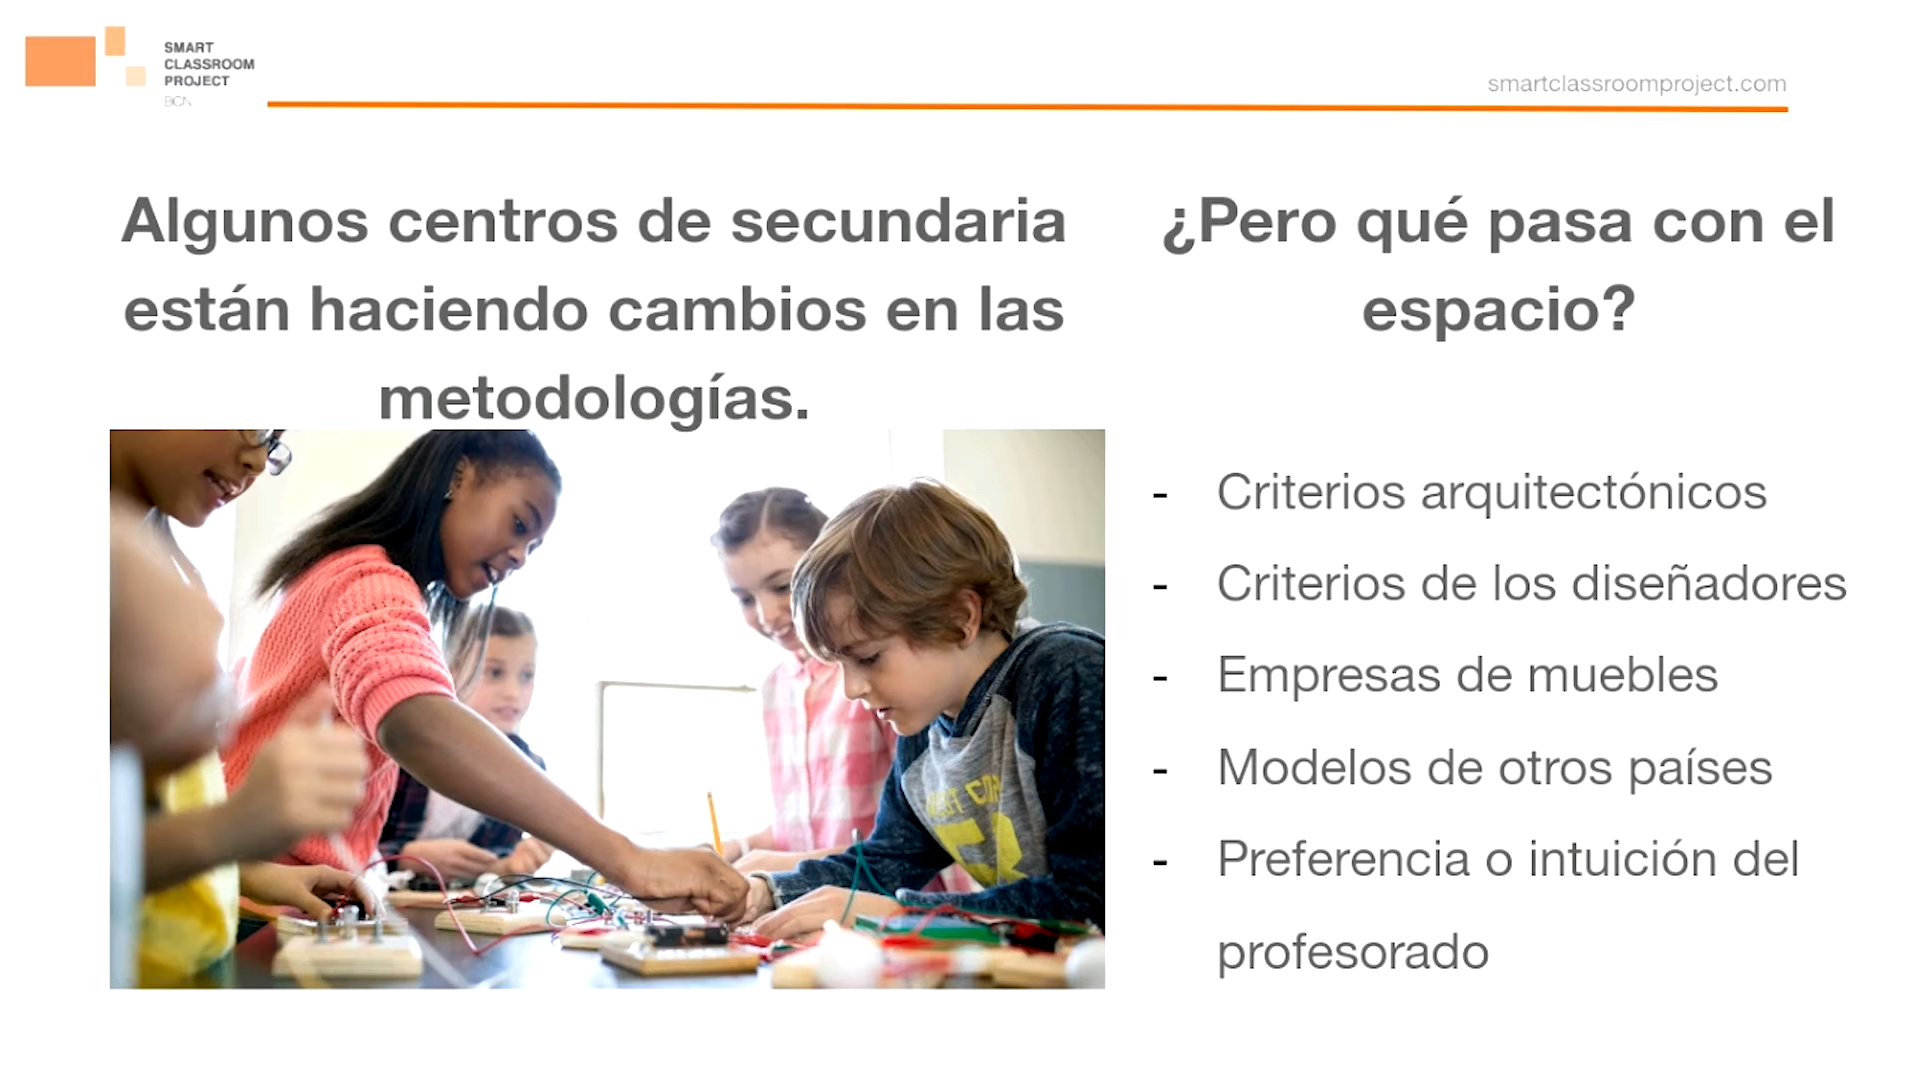 SMART
CLASSROOM
PROJECT
BCN
smartclassroomproject.com
Algunos centros de secundaria
están haciendo cambios en las
metodologías.
¿Pero qué pasa con el
espacio?
- Criterios arquitectónicos
- Criterios de los diseñadores
- Empresas de muebles
- Modelos de otros países
- Preferencia o intuición del
profesorado